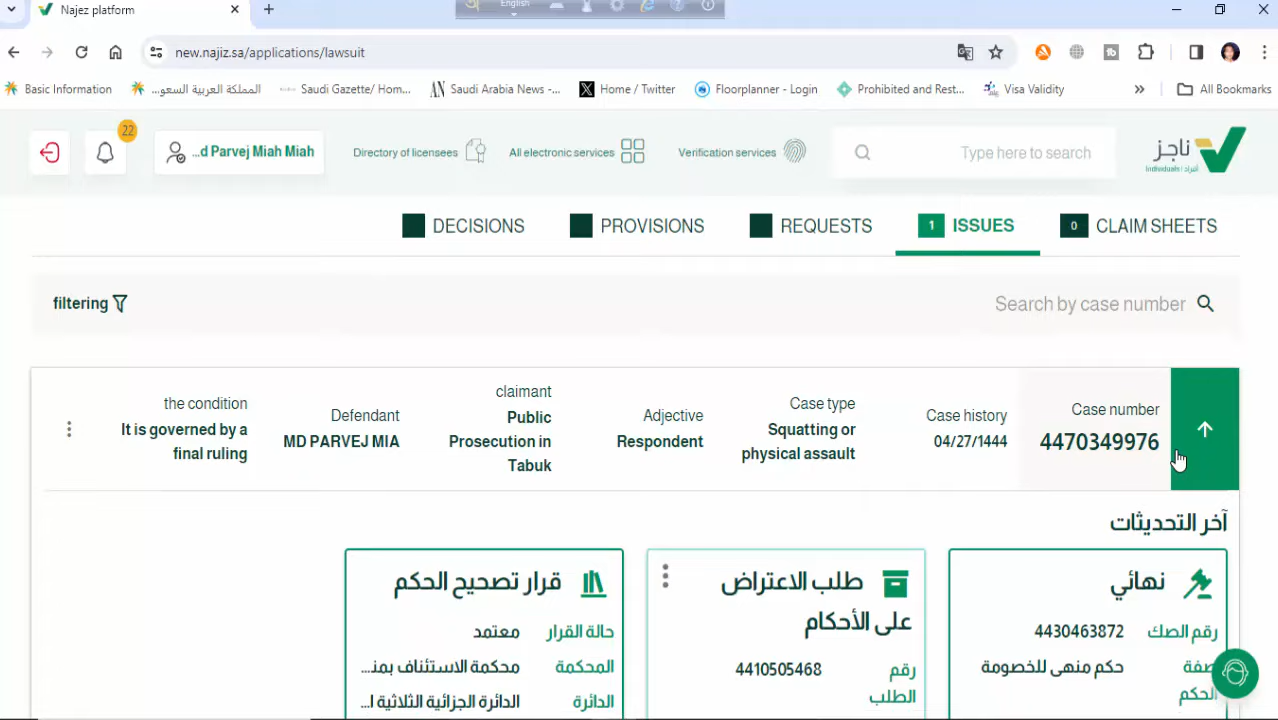 Najez platform
English
new.najiz.sa/applications/lawsuit
Basic Information
المملكة العربية السعو...
Saudi Gazette/ Hom...
Saudi Arabia News -...
Home / Twitter
Floorplanner - Login
Prohibited and Rest...
Visa Validity
»
All Bookmarks
22
...d Parvej Miah Miah
Directory of licensees
All electronic services
Verification services
Type here to search
ناجز
Individuals | أفراد
DECISIONS
PROVISIONS
REQUESTS
1 ISSUES
0 CLAIM SHEETS
filtering
Search by case number
the condition
It is governed by a
final ruling
Defendant
MD PARVEJ MIA
claimant
Public
Prosecution in
Tabuk
Adjective
Respondent
Case type
Squatting or
physical assault
Case history
04/27/1444
Case number
4470349976
آخر التحديثات
نهائي
رقم الصك 4430463872
صفة حكم منهى للخصومة
الحكم
طلب الاعتراض
على الأحكام
رقم 4410505468
الطلب
قرار تصحيح الحكم
حالة القرار معتمد
المحكمة محكمة الاستئناف بمن...
الدائرة الدائرة الجزائية الثلاثية ا...